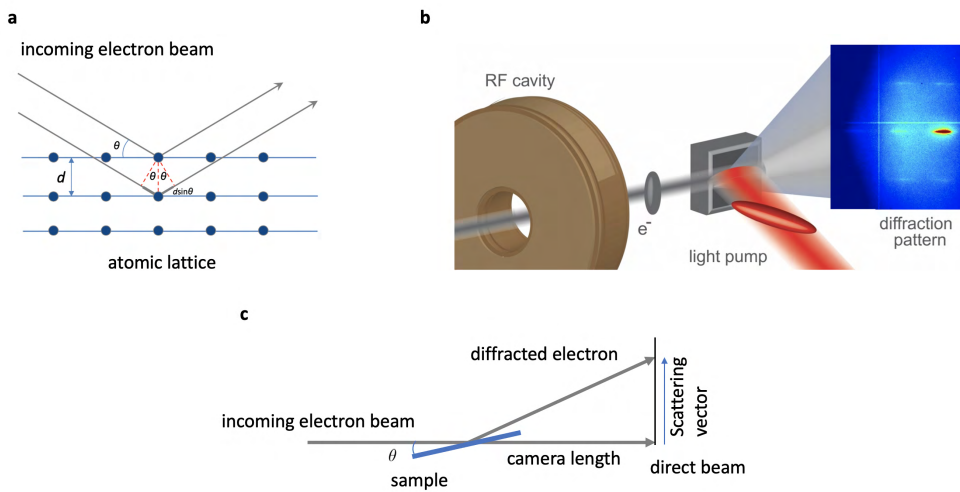 a
incoming electron beam
θ
d
θ θ
dsinθ
atomic lattice
b
RF cavity
e-
light pump
diffraction
pattern
c
diffracted electron
Scattering
vector
incoming electron beam
θ
camera length
direct beam
sample